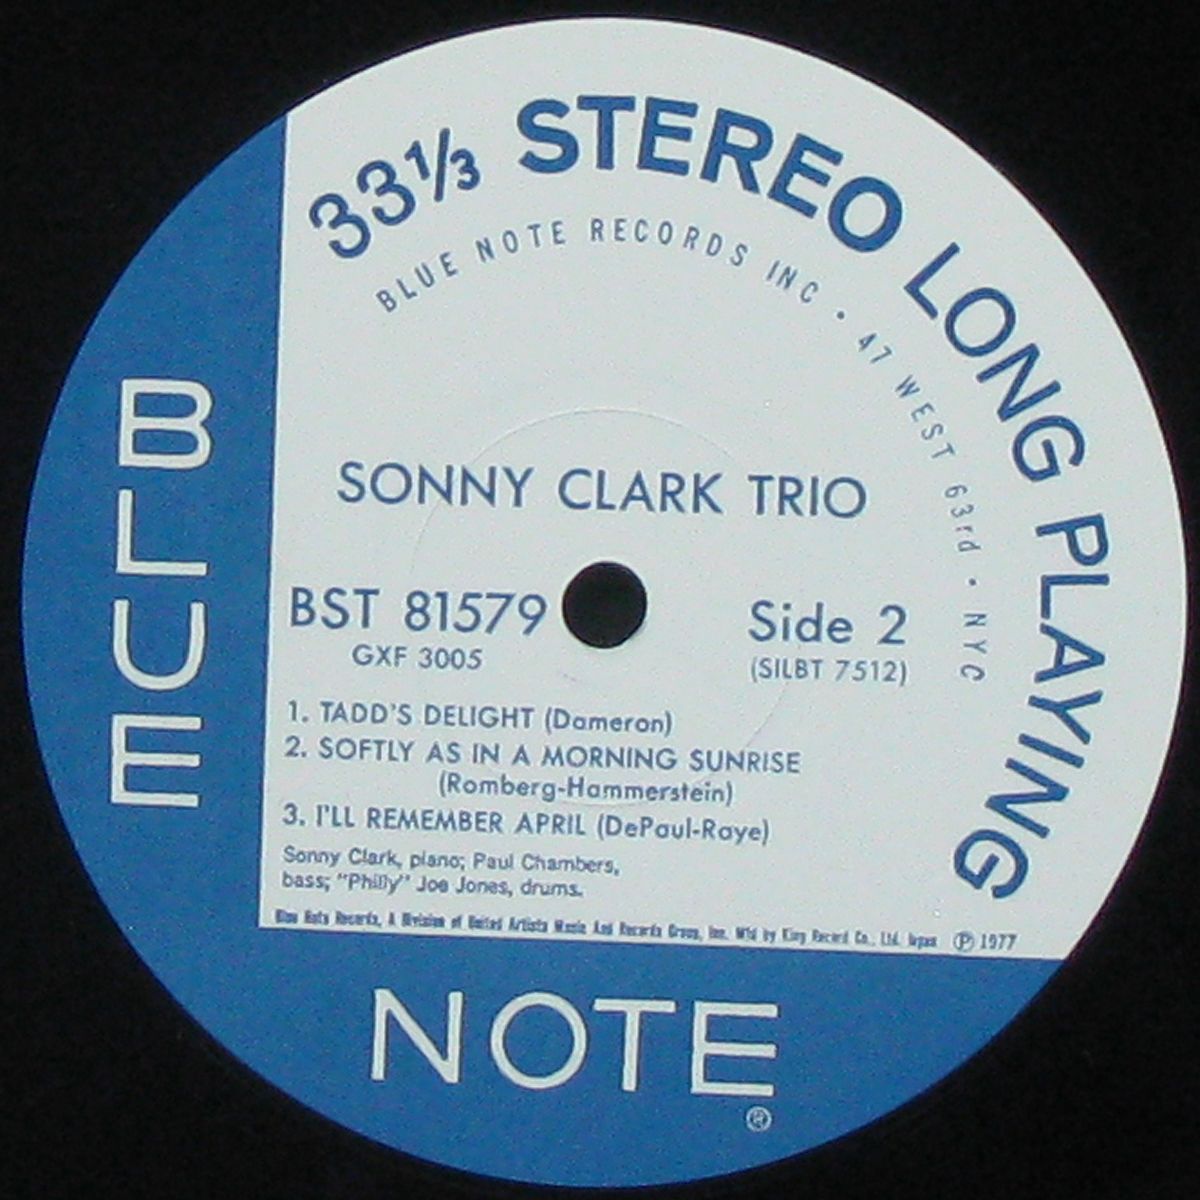 33⅓ STEREO LONG PLAYING
BLUE NOTE RECORDS INC · 47 WEST 63rd · NYC
SONNY CLARK TRIO
BST 81579
GXF 3005
Side 2
(SILBT 7512)
1. TADD'S DELIGHT (Dameron)
2. SOFTLY AS IN A MORNING SUNRISE
(Romberg-Hammerstein)
3. I'LL REMEMBER APRIL (DePaul-Raye)
Sonny Clark, piano; Paul Chambers,
bass; "Philly" Joe Jones, drums.
Blue Note Records, A Division of United Artists Music And Records Group, Inc. Mfd by King Record Co., Ltd. Japan ℗ 1977
BLUE
NOTE
®